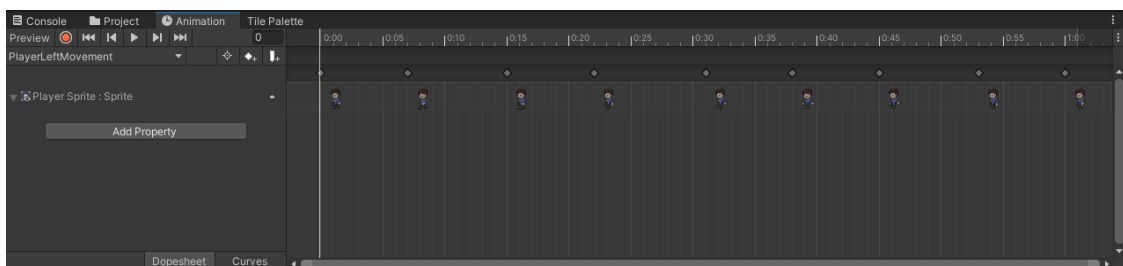 Console Project Animation Tile Palette
Preview 0 0:00 0:05 0:10 0:15 0:20 0:25 0:30 0:35 0:40 0:45 0:50 0:55 1:00
PlayerLeftMovement
Player Sprite : Sprite
Add Property
Dopesheet Curves